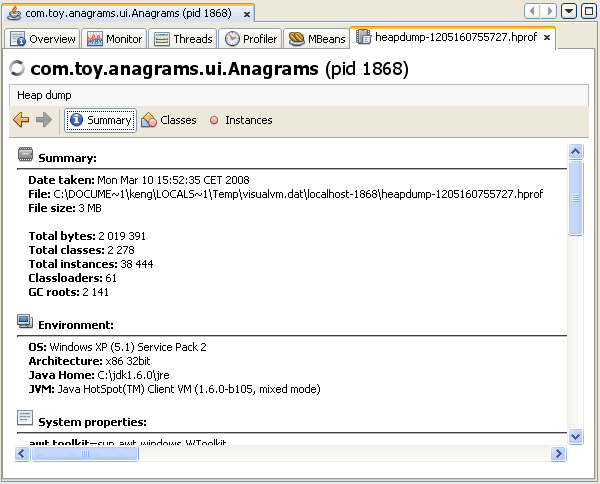 com.toy.anagrams.ui.Anagrams (pid 1868)
Overview Monitor Threads Profiler MBeans heapdump-1205160755727.hprof
com.toy.anagrams.ui.Anagrams (pid 1868)
Heap dump
Summary Classes Instances
Summary:
Date taken: Mon Mar 10 15:52:35 CET 2008
File: C:\DOCUME~1\keng\LOCALS~1\Temp\visualvm.dat\localhost-1868\heapdump-1205160755727.hprof
File size: 3 MB
Total bytes: 2 019 391
Total classes: 2 278
Total instances: 38 444
Classloaders: 61
GC roots: 2 141
Environment:
OS: Windows XP (5.1) Service Pack 2
Architecture: x86 32bit
Java Home: C:\jdk1.6.0\jre
JVM: Java HotSpot(TM) Client VM (1.6.0-b105, mixed mode)
System properties:
awt.toolkit=sun.awt.windows.WToolkit